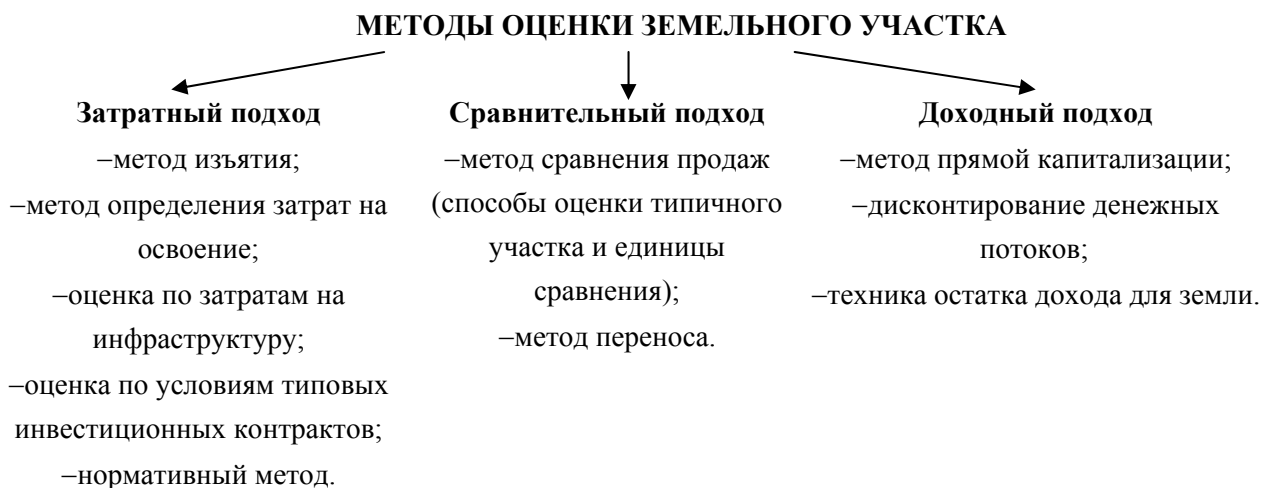 МЕТОДЫ ОЦЕНКИ ЗЕМЕЛЬНОГО УЧАСТКА
Затратный подход
–метод изъятия;
–метод определения затрат на
освоение;
–оценка по затратам на
инфраструктуру;
–оценка по условиям типовых
инвестиционных контрактов;
–нормативный метод.
Сравнительный подход
–метод сравнения продаж
(способы оценки типичного
участка и единицы
сравнения);
–метод переноса.
Доходный подход
–метод прямой капитализации;
–дисконтирование денежных
потоков;
–техника остатка дохода для земли.